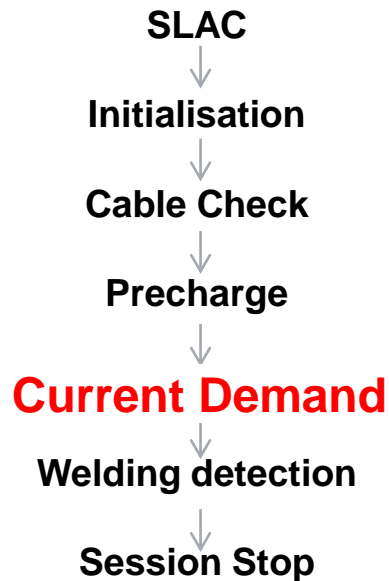 SLAC
Initialisation
Cable Check
Precharge
Current Demand
Welding detection
Session Stop